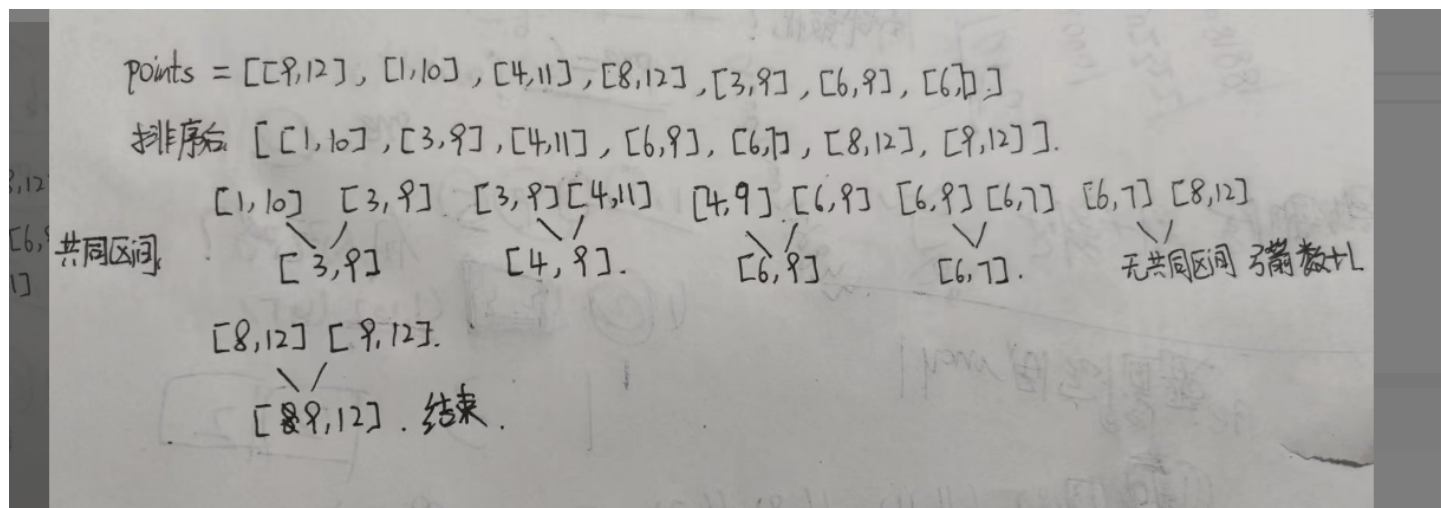 points = [[9,12], [1,10], [4,11], [8,12], [3,9], [6,9], [6,7]]
排序后 [[1,10], [3,9], [4,11], [6,9], [6,7], [8,12], [9,12]].
[1,10] [3,9] [3,9] [4,11] [4,9] [6,9] [6,9] [6,7] [6,7] [8,12]
共同区间 [3,9] [4,9]. [6,9] [6,7]. 无共同区间 弓箭数+1
[8,12] [9,12].
[9,12]. 结束.